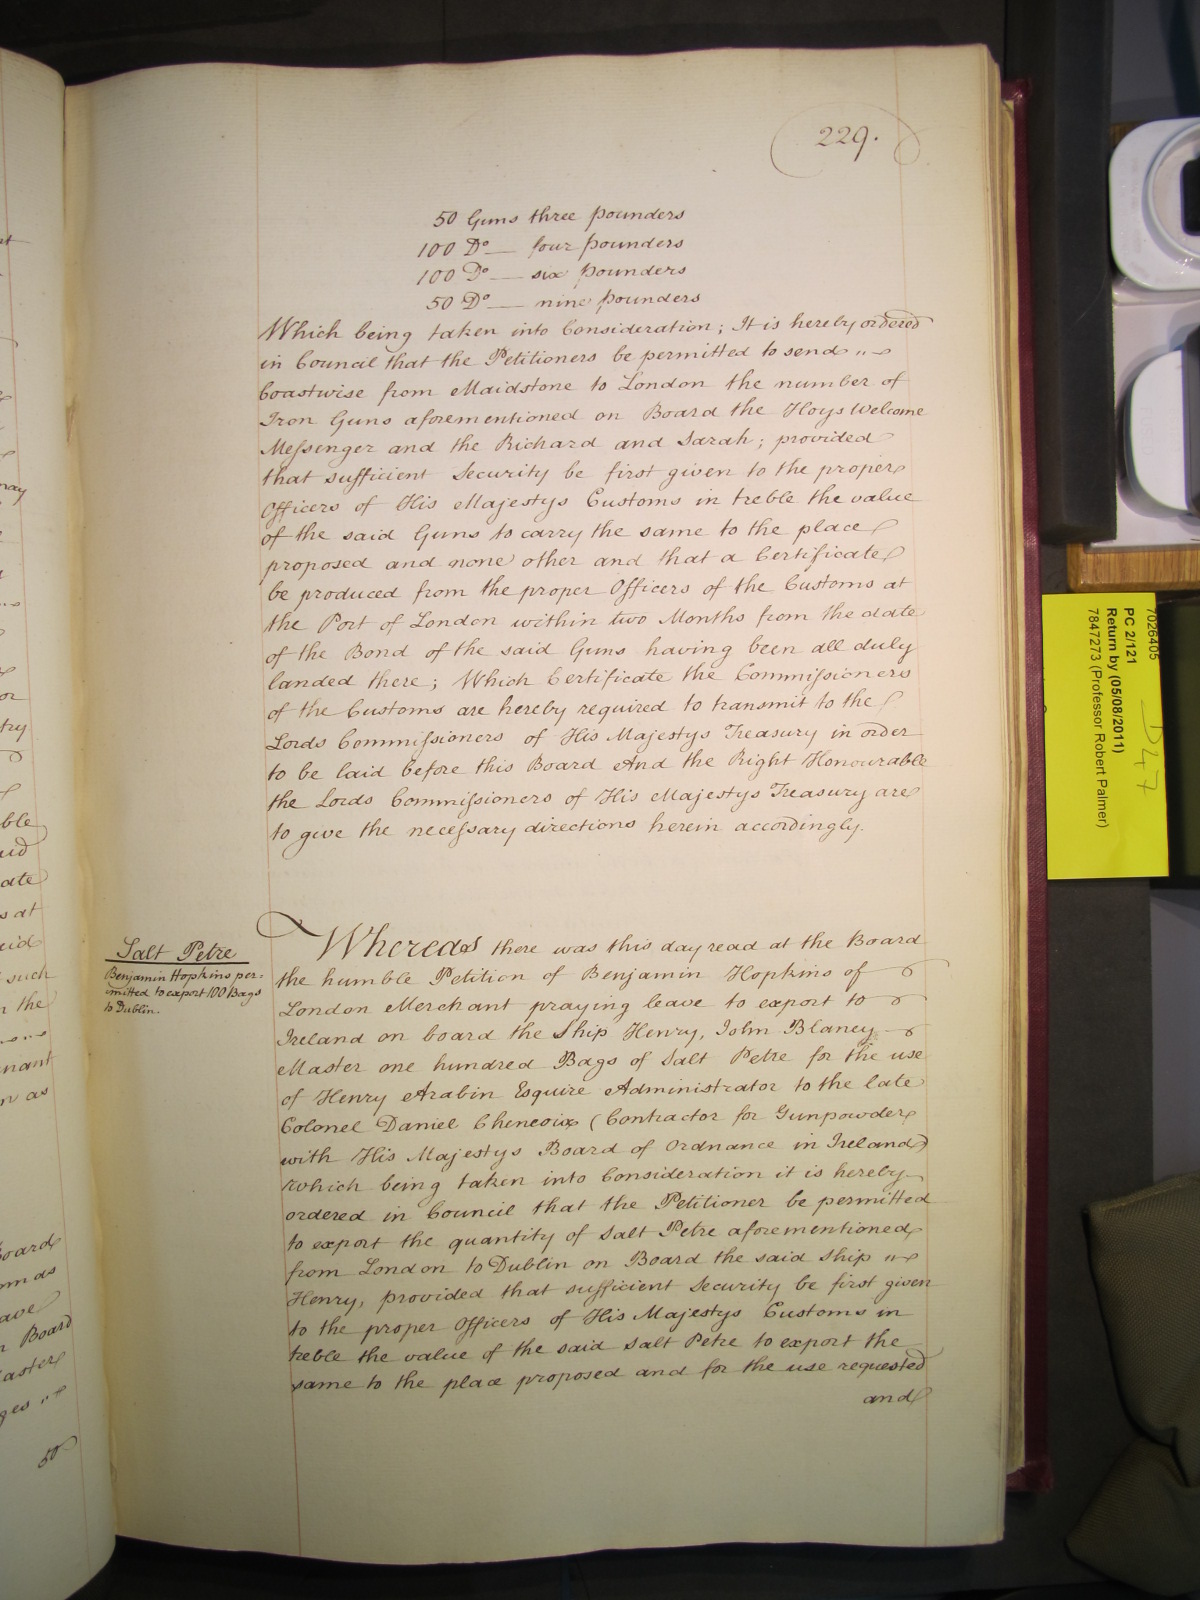 229.
50 Guns three pounders
100 Do — four pounders
100 Do — six pounders
50 Do — nine pounders
Which being taken into Consideration; It is hereby ordered
in Council that the Petitioners be permitted to send
Coastwise from Maidstone to London the number of
Iron Guns aforementioned on Board the Hoys Welcome
Messenger and the Richard and Sarah; provided
that sufficient Security be first given to the proper
Officers of His Majestys Customs in treble the value
of the said Guns to carry the same to the place
proposed and none other and that a Certificate
be produced from the proper Officers of the Customs at
the Port of London within two Months from the date
of the Bond of the said Guns having been all duly
landed there; Which Certificate the Commissioners
of the Customs are hereby required to transmit to the
Lords Commissioners of His Majestys Treasury in order
to be laid before this Board And the Right Honourable
the Lords Commissioners of His Majestys Treasury are
to give the necessary directions herein accordingly.
Salt Petre
Benjamin Hopkins per=
mitted to export 100 Bags
to Dublin.
Whereas there was this day read at the Board
the humble Petition of Benjamin Hopkins of
London Merchant praying leave to export to
Ireland on board the Ship Henry, John Blaney
Master one hundred Bags of Salt Petre for the use
of Henry Arabin Esquire Administrator to the late
Colonel Daniel Chenevix (Contractor for Gunpowder
with His Majestys Board of Ordnance in Ireland)
Which being taken into Consideration it is hereby
ordered in Council that the Petitioner be permitted
to export the quantity of Salt Petre aforementioned
from London to Dublin on Board the said Ship
Henry, provided that sufficient Security be first given
to the proper Officers of His Majestys Customs in
treble the value of the said Salt Petre to export the
same to the place proposed and for the use requested
and
7026405
PC 2/121
Return by (05/08/2011)
7847273 (Professor Robert Palmer)
D47